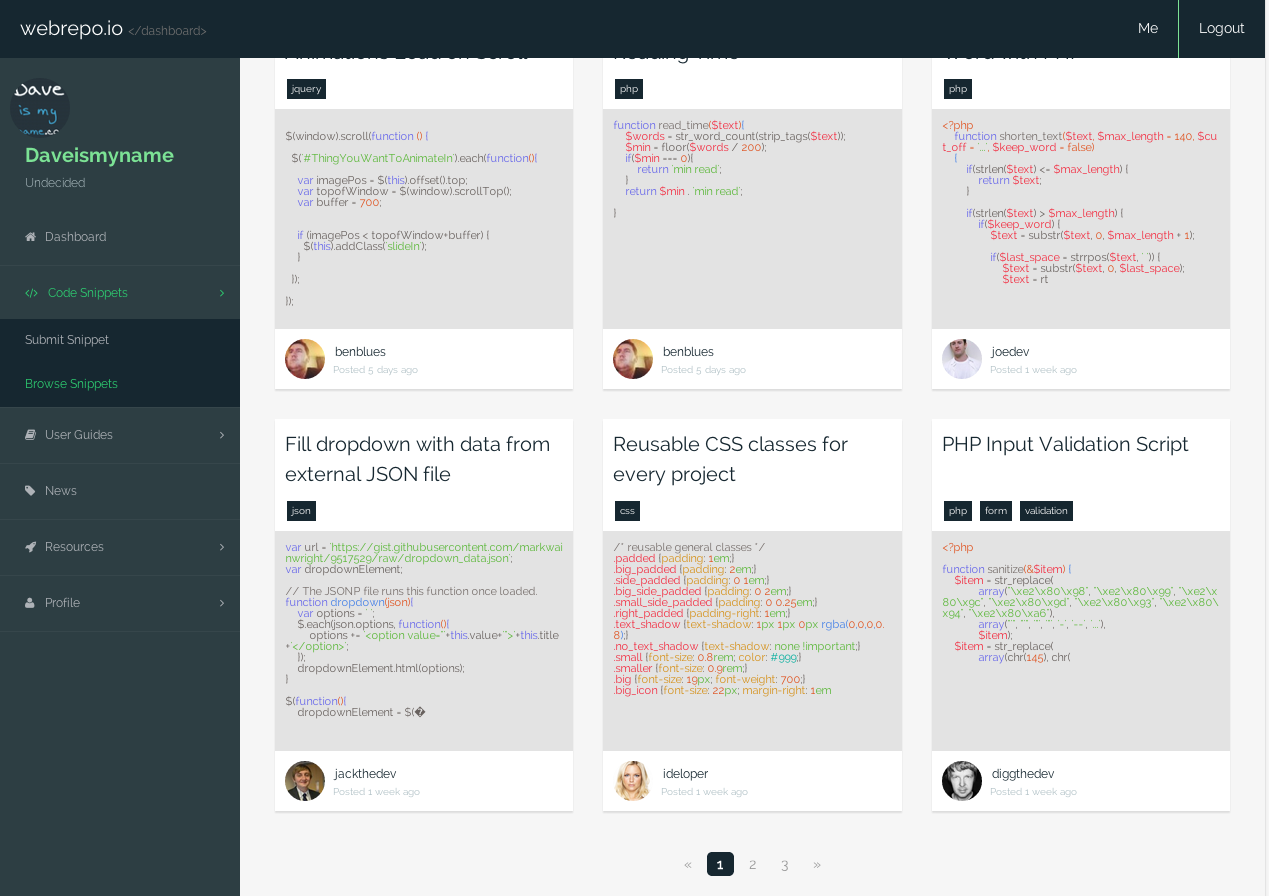 webrepo.io </dashboard>
Me
Logout
Dave
is my
name
Daveismyname
Undecided
Dashboard
Code Snippets
Submit Snippet
Browse Snippets
User Guides
News
Resources
Profile
jquery
$(window).scroll(function () {
$('#ThingYouWantToAnimateIn').each(function(){
var imagePos = $(this).offset().top;
var topofWindow = $(window).scrollTop();
var buffer = 700;
if (imagePos < topofWindow+buffer) {
$(this).addClass('slideIn');
}
});
});
benblues
Posted 5 days ago
php
function read_time($text){
$words = str_word_count(strip_tags($text));
$min = floor($words / 200);
if($min === 0){
return 'min read';
}
return $min . 'min read';
}
benblues
Posted 5 days ago
php
<?php
function shorten_text($text, $max_length = 140, $cu
t_off = '...', $keep_word = false)
{
if(strlen($text) <= $max_length) {
return $text;
}
if(strlen($text) > $max_length) {
if($keep_word) {
$text = substr($text, 0, $max_length + 1);
if($last_space = strrpos($text, ' ')) {
$text = substr($text, 0, $last_space);
$text = rt
joedev
Posted 1 week ago
Fill dropdown with data from
external JSON file
json
var url = 'https://gist.githubusercontent.com/markwai
nwright/9517529/raw/dropdown_data.json';
var dropdownElement;
// The JSONP file runs this function once loaded.
function dropdown(json){
var options = '';
$.each(json.options, function(){
options += '<option value="'+this.value+'">'+this.title
+'</option>';
});
dropdownElement.html(options);
}
$(function(){
dropdownElement = $(�
jackthedev
Posted 1 week ago
Reusable CSS classes for
every project
css
/* reusable general classes */
.padded {padding: 1em;}
.big_padded {padding: 2em;}
.side_padded {padding: 0 1em;}
.big_side_padded {padding: 0 2em;}
.small_side_padded {padding: 0 0.25em;}
.right_padded {padding-right: 1em;}
.text_shadow {text-shadow: 1px 1px 0px rgba(0,0,0,0.
8);}
.no_text_shadow {text-shadow: none !important;}
.small {font-size: 0.8rem; color: #999;}
.smaller {font-size: 0.9rem;}
.big {font-size: 19px; font-weight: 700;}
.big_icon {font-size: 22px; margin-right: 1em
ideloper
Posted 1 week ago
PHP Input Validation Script
php
form
validation
<?php
function sanitize(&$item) {
$item = str_replace(
array("\xe2\x80\x98", "\xe2\x80\x99", "\xe2\x
80\x9c", "\xe2\x80\x9d", "\xe2\x80\x93", "\xe2\x80\
x94", "\xe2\x80\xa6"),
array("'", "'", '"', '"', '-', '--', '...'),
$item);
$item = str_replace(
array(chr(145), chr(
diggthedev
Posted 1 week ago
« 1 2 3 »